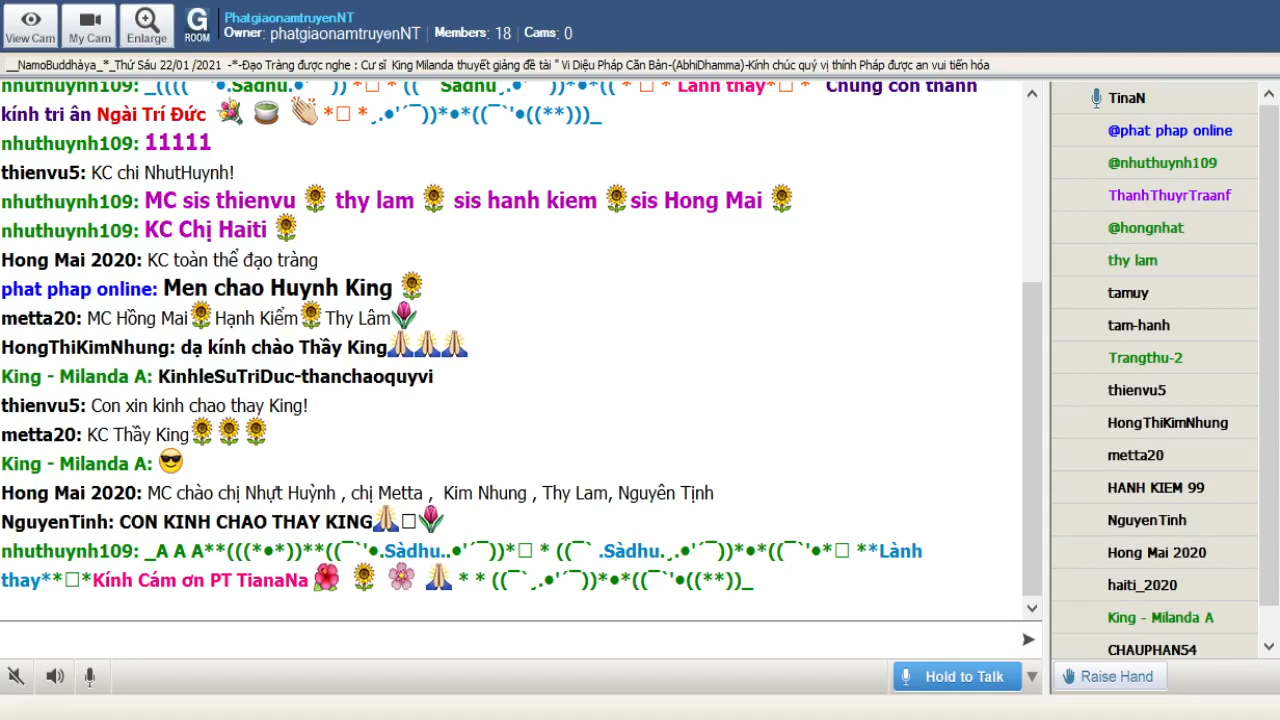 View Cam
My Cam
Enlarge
G
ROOM
PhatgiaonamtruyenNT
Owner: phatgiaonamtruyenNT | Members: 18 | Cams: 0
__NamoBuddhàya_*_Thứ Sáu 22/01 /2021 -*-Đạo Tràng được nghe : Cư sĩ King Milanda thuyết giảng đề tài " Vi Diệu Pháp Căn Bản-(AbhiDhamma)-Kính chúc quý vị thính Pháp được an vui tiến hóa
nhuthuynh109: _((((¯`'•.Sàdhu.•'´¯))*□ *((¯` Sàdhu¸.•'´¯))*•*(( *□ *Lành thay*□ * Chúng con thành
kính tri ân Ngài Trí Đức *□ *¸.•'´¯))*•*((¯`'•((**)))_
nhuthuynh109: 11111
thienvu5: KC chi NhutHuynh!
nhuthuynh109: MC sis thienvu 🌻 thy lam 🌻 sis hanh kiem 🌻sis Hong Mai 🌻
nhuthuynh109: KC Chị Haiti 🌻
Hong Mai 2020: KC toàn thể đạo tràng
phat phap online: Men chao Huynh King 🌻
metta20: MC Hồng Mai🌻Hạnh Kiểm🌻Thy Lâm🌷
HongThiKimNhung: dạ kính chào Thầy King🙏🙏🙏
King - Milanda A: KinhleSuTriDuc-thanchaoquyvi
thienvu5: Con xin kinh chao thay King!
metta20: KC Thầy King🌻🌻🌻
King - Milanda A: 😎
Hong Mai 2020: MC chào chị Nhựt Huỳnh , chị Metta , Kim Nhung , Thy Lam, Nguyên Tịnh
NguyenTinh: CON KINH CHAO THAY KING🙏□🌷
nhuthuynh109: _A A A**(((*•*))**((¯`'•.Sàdhu..•'´¯))*□ * ((¯` .Sàdhu.¸.•'´¯))*•*((¯`'•*□ **Lành
thay**□*Kính Cám ơn PT TianaNa 🌺 🌻 🌸 🙏 * * ((¯`¸.•'´¯))*•*((¯`'•((**))_
TinaN
@phat phap online
@nhuthuynh109
ThanhThuyrTraanf
@hongnhat
thy lam
tamuy
tam-hanh
Trangthu-2
thienvu5
HongThiKimNhung
metta20
HANH KIEM 99
NguyenTinh
Hong Mai 2020
haiti_2020
King - Milanda A
CHAUPHAN54
Hold to Talk
Raise Hand